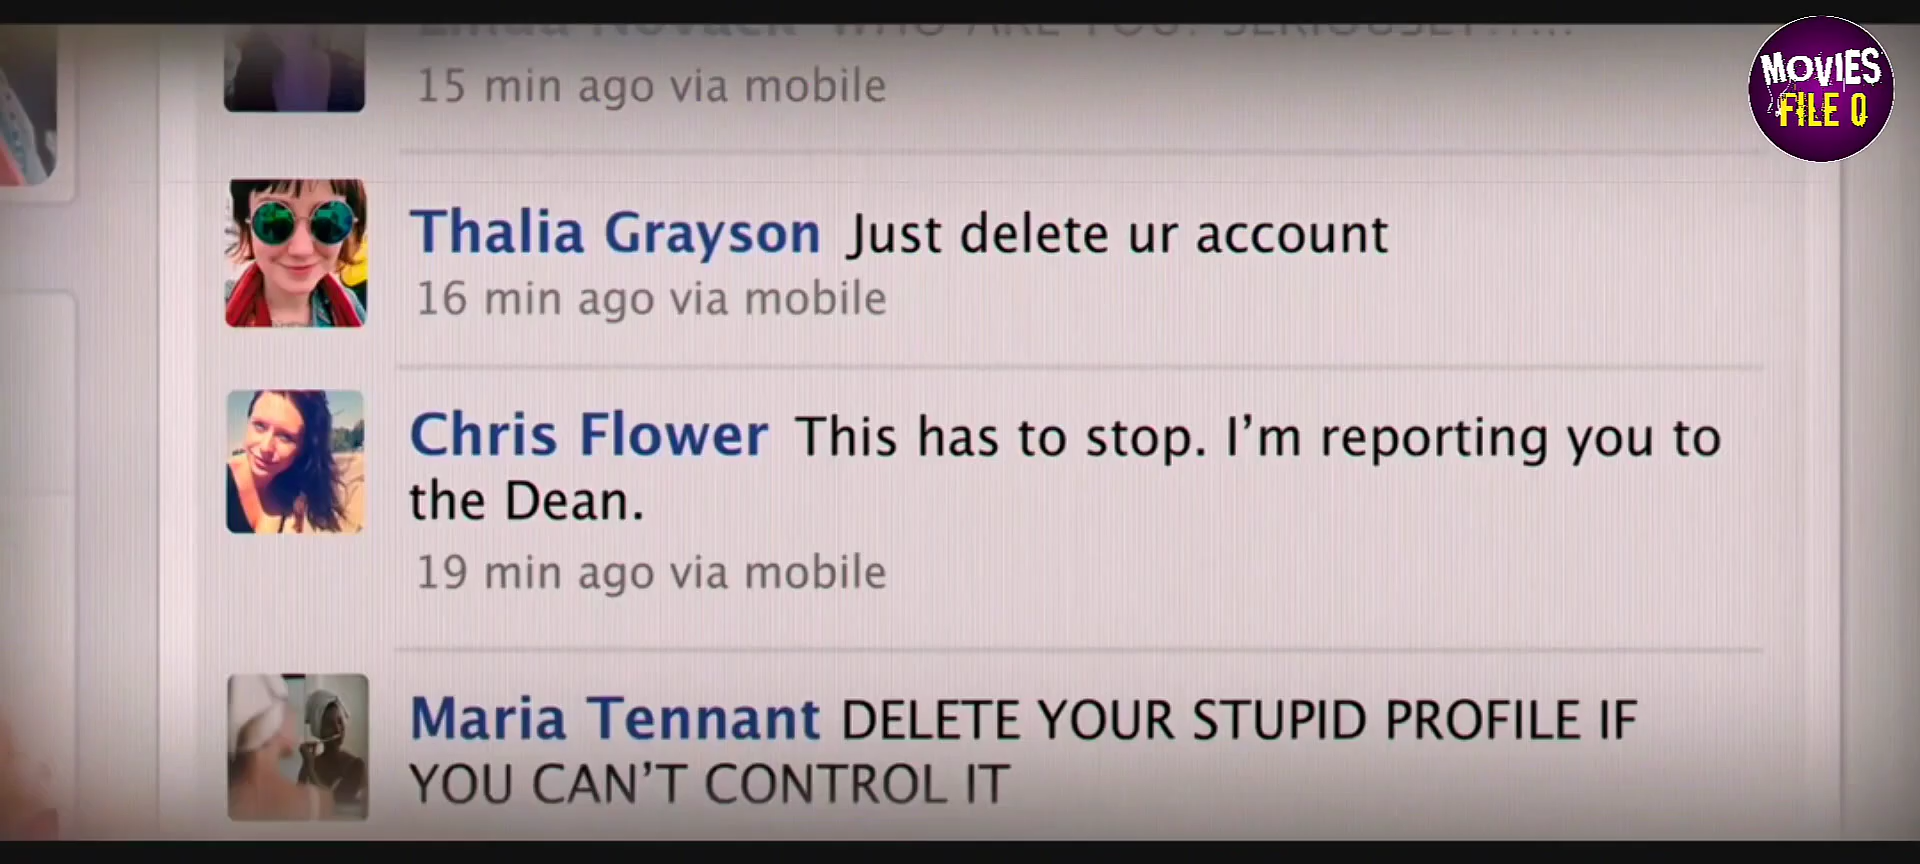 15 min ago via mobile
Thalia Grayson Just delete ur account
16 min ago via mobile
Chris Flower This has to stop. I'm reporting you to
the Dean.
19 min ago via mobile
Maria Tennant DELETE YOUR STUPID PROFILE IF
YOU CAN'T CONTROL IT
MOVIES
FILE O